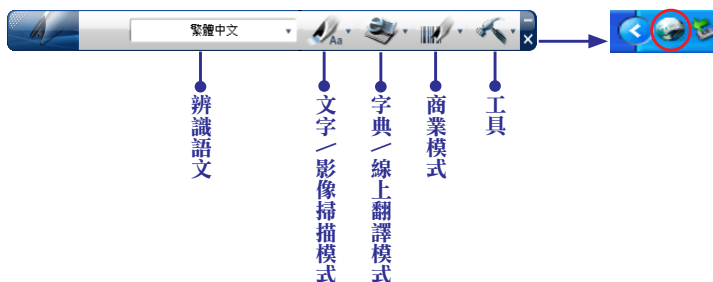 繁體中文
Aa
辨識語文
文字／影像掃描模式
字典／線上翻譯模式
商業模式
工具